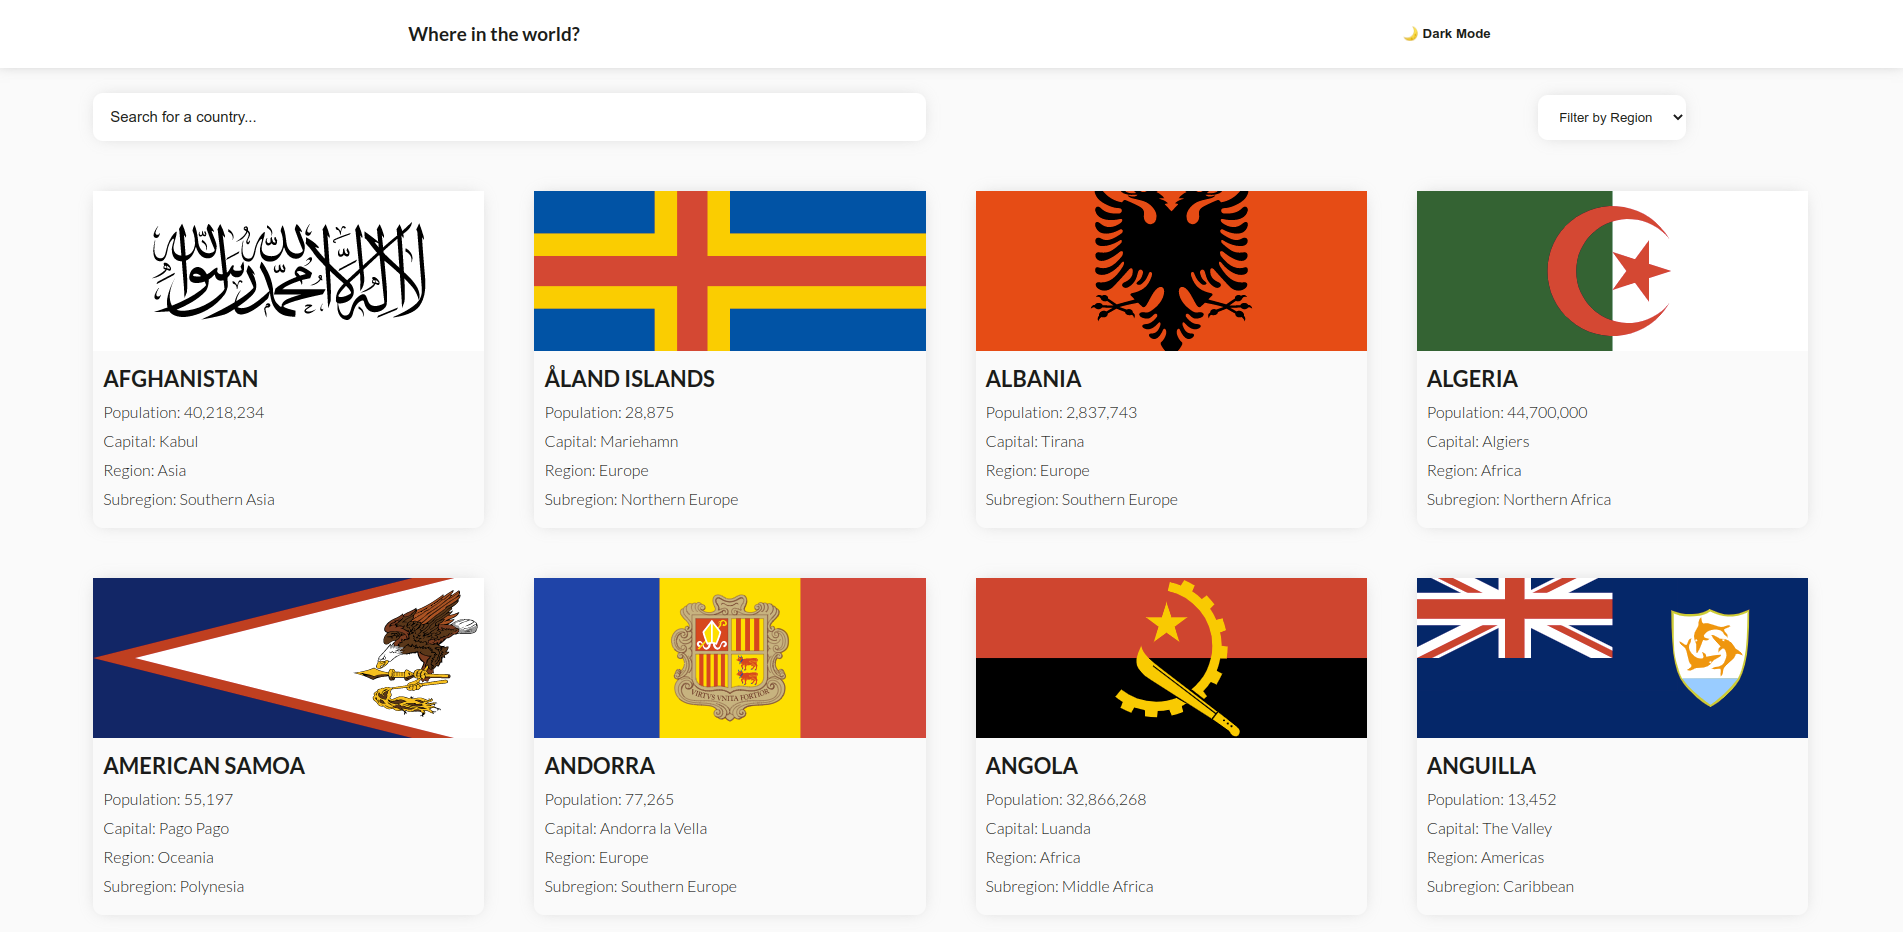 Where in the world?
🌙 Dark Mode
Search for a country...
Filter by Region
لا إله إلا الله محمد رسول الله
AFGHANISTAN
Population: 40,218,234
Capital: Kabul
Region: Asia
Subregion: Southern Asia
ÅLAND ISLANDS
Population: 28,875
Capital: Mariehamn
Region: Europe
Subregion: Northern Europe
ALBANIA
Population: 2,837,743
Capital: Tirana
Region: Europe
Subregion: Southern Europe
ALGERIA
Population: 44,700,000
Capital: Algiers
Region: Africa
Subregion: Northern Africa
AMERICAN SAMOA
Population: 55,197
Capital: Pago Pago
Region: Oceania
Subregion: Polynesia
VIRTVS VNITA FORTIOR
ANDORRA
Population: 77,265
Capital: Andorra la Vella
Region: Europe
Subregion: Southern Europe
ANGOLA
Population: 32,866,268
Capital: Luanda
Region: Africa
Subregion: Middle Africa
ANGUILLA
Population: 13,452
Capital: The Valley
Region: Americas
Subregion: Caribbean